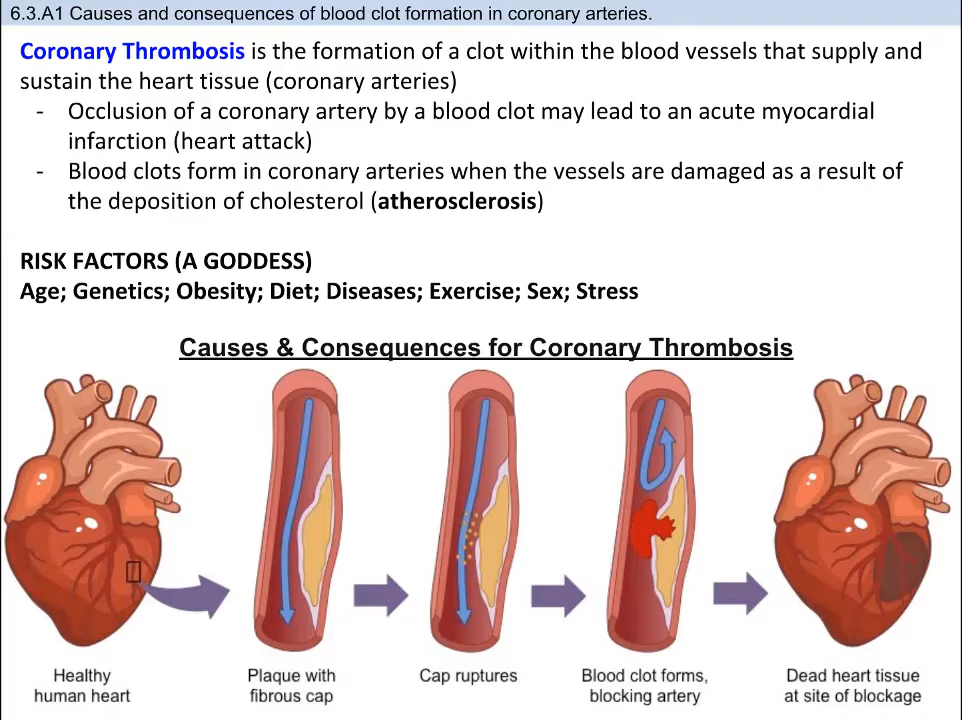 6.3.A1 Causes and consequences of blood clot formation in coronary arteries.
Coronary Thrombosis is the formation of a clot within the blood vessels that supply and
sustain the heart tissue (coronary arteries)
- Occlusion of a coronary artery by a blood clot may lead to an acute myocardial
infarction (heart attack)
- Blood clots form in coronary arteries when the vessels are damaged as a result of
the deposition of cholesterol (atherosclerosis)
RISK FACTORS (A GODDESS)
Age; Genetics; Obesity; Diet; Diseases; Exercise; Sex; Stress
Causes & Consequences for Coronary Thrombosis
Healthy
human heart
Plaque with
fibrous cap
Cap ruptures
Blood clot forms,
blocking artery
Dead heart tissue
at site of blockage